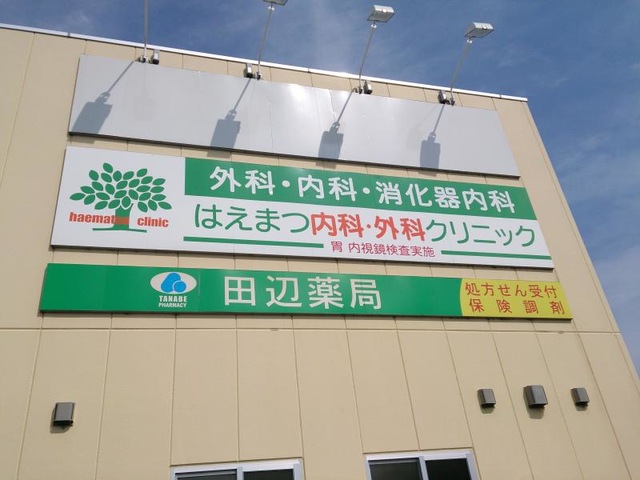 外科・内科・消化器内科
haematsu clinic
はえまつ内科・外科クリニック
胃 内視鏡検査実施
TANABE
PHARMACY
田辺薬局
処方せん受付
保険調剤